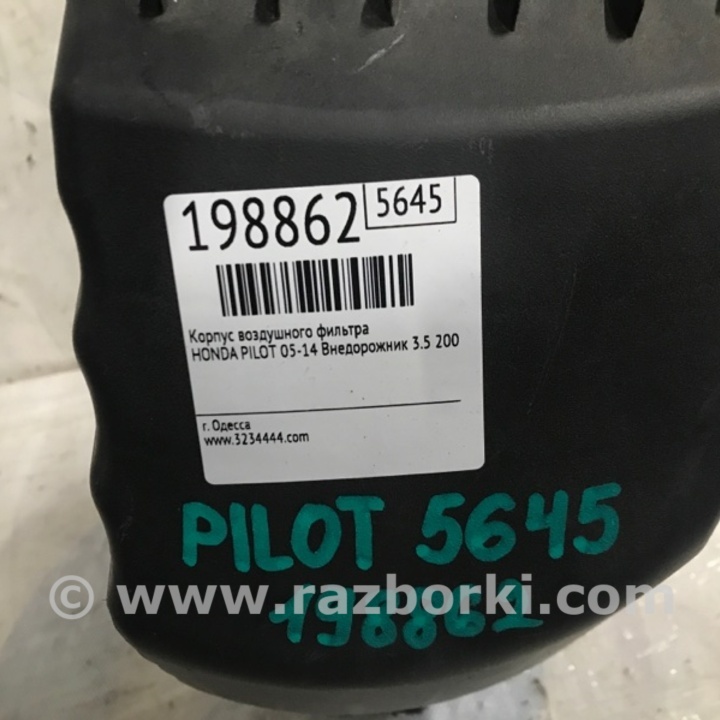 198862 5645
Корпус воздушного фильтра
HONDA PILOT 05-14 Внедорожник 3.5 200
г. Одесса
www.3234444.com
PILOT 5645
© www.razborki.com
198862